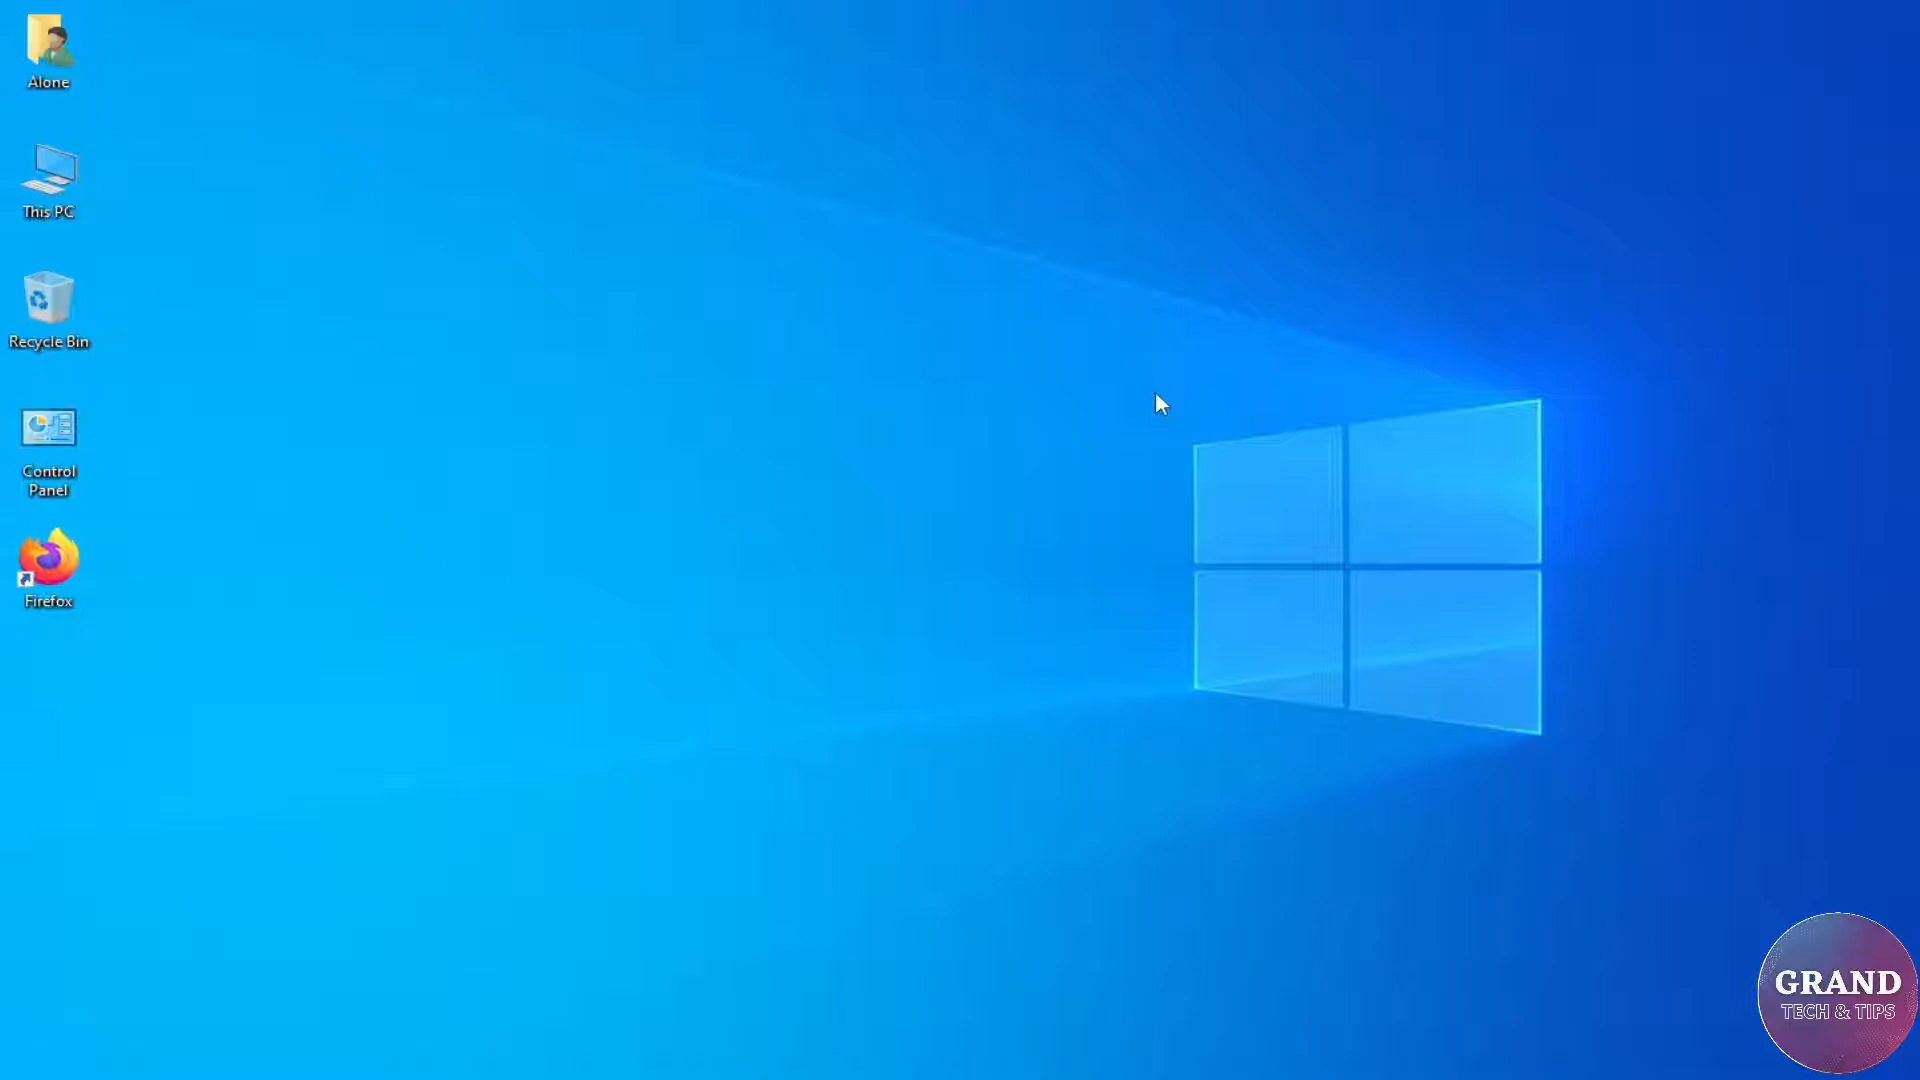 Alone
This PC
Recycle Bin
Control
Panel
Firefox
GRAND
TECH & TIPS